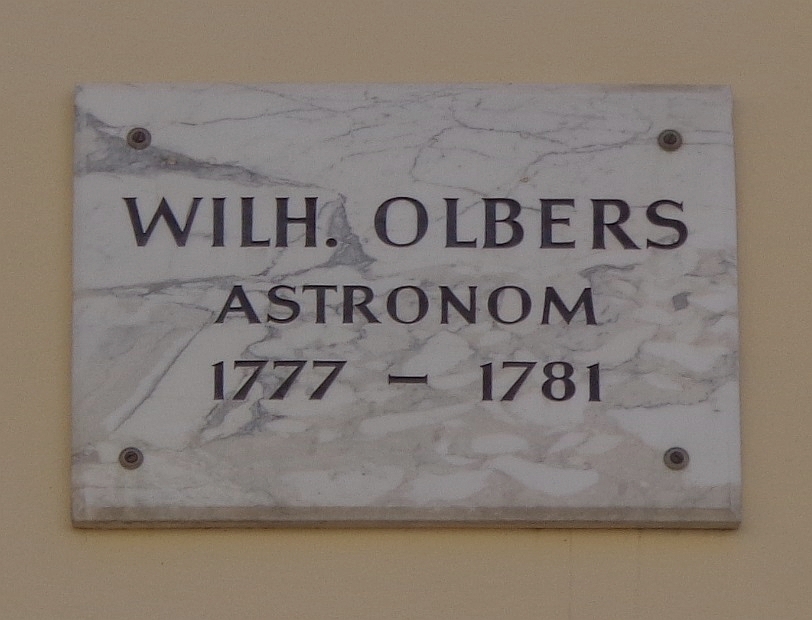 WILH. OLBERS
ASTRONOM
1777 – 1781